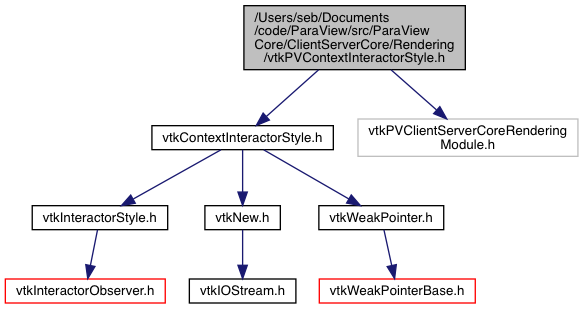 /Users/seb/Documents
/code/ParaView/src/ParaView
Core/ClientServerCore/Rendering
/vtkPVContextInteractorStyle.h
vtkContextInteractorStyle.h
vtkPVClientServerCoreRendering
Module.h
vtkInteractorStyle.h
vtkNew.h
vtkWeakPointer.h
vtkInteractorObserver.h
vtkIOStream.h
vtkWeakPointerBase.h